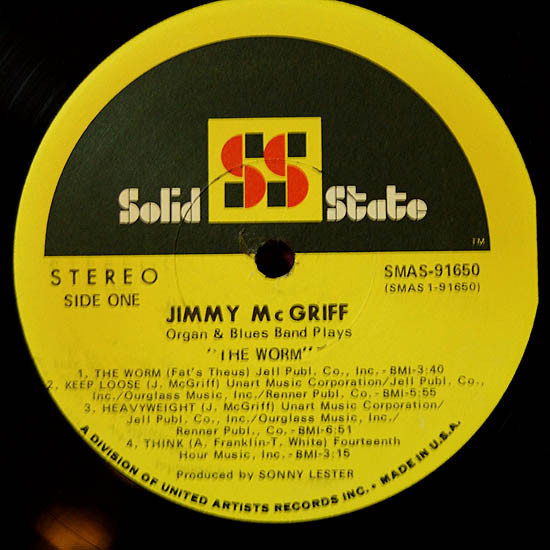 SS
Solid State
TM
STEREO
SIDE ONE
SMAS-91650
(SMAS 1-91650)
JIMMY McGRIFF
Organ & Blues Band Plays
"THE WORM"
1. THE WORM (Fat's Theus) Jell Publ. Co., Inc.-BMI-3:40
2. KEEP LOOSE (J. McGriff) Unart Music Corporation/Jell Publ. Co.,
Inc./Ourglass Music, Inc./Renner Publ. Co.-BMI-5:55
3. HEAVYWEIGHT (J. McGriff) Unart Music Corporation/
Jell Publ. Co., Inc./Ourglass Music, Inc./
Renner Publ., Co.-BMI-6:51
4. THINK (A. Franklin-T. White) Fourteenth
Hour Music, Inc.-BMI-3:15
Produced by SONNY LESTER
A DIVISION OF UNITED ARTISTS RECORDS INC. • MADE IN U.S.A.